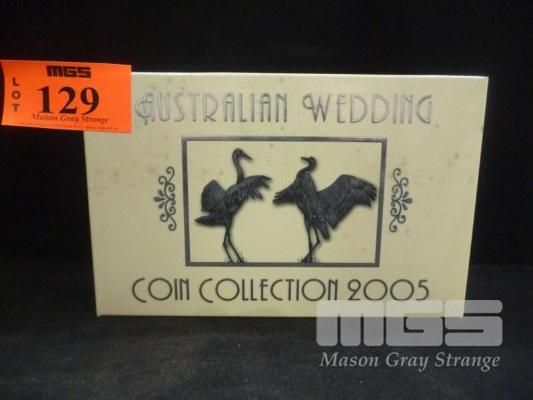 MGS
LOT
129
Mason Gray Strange
AUSTRALIAN WEDDING
COIN COLLECTION 2005
MGS
Mason Gray Strange